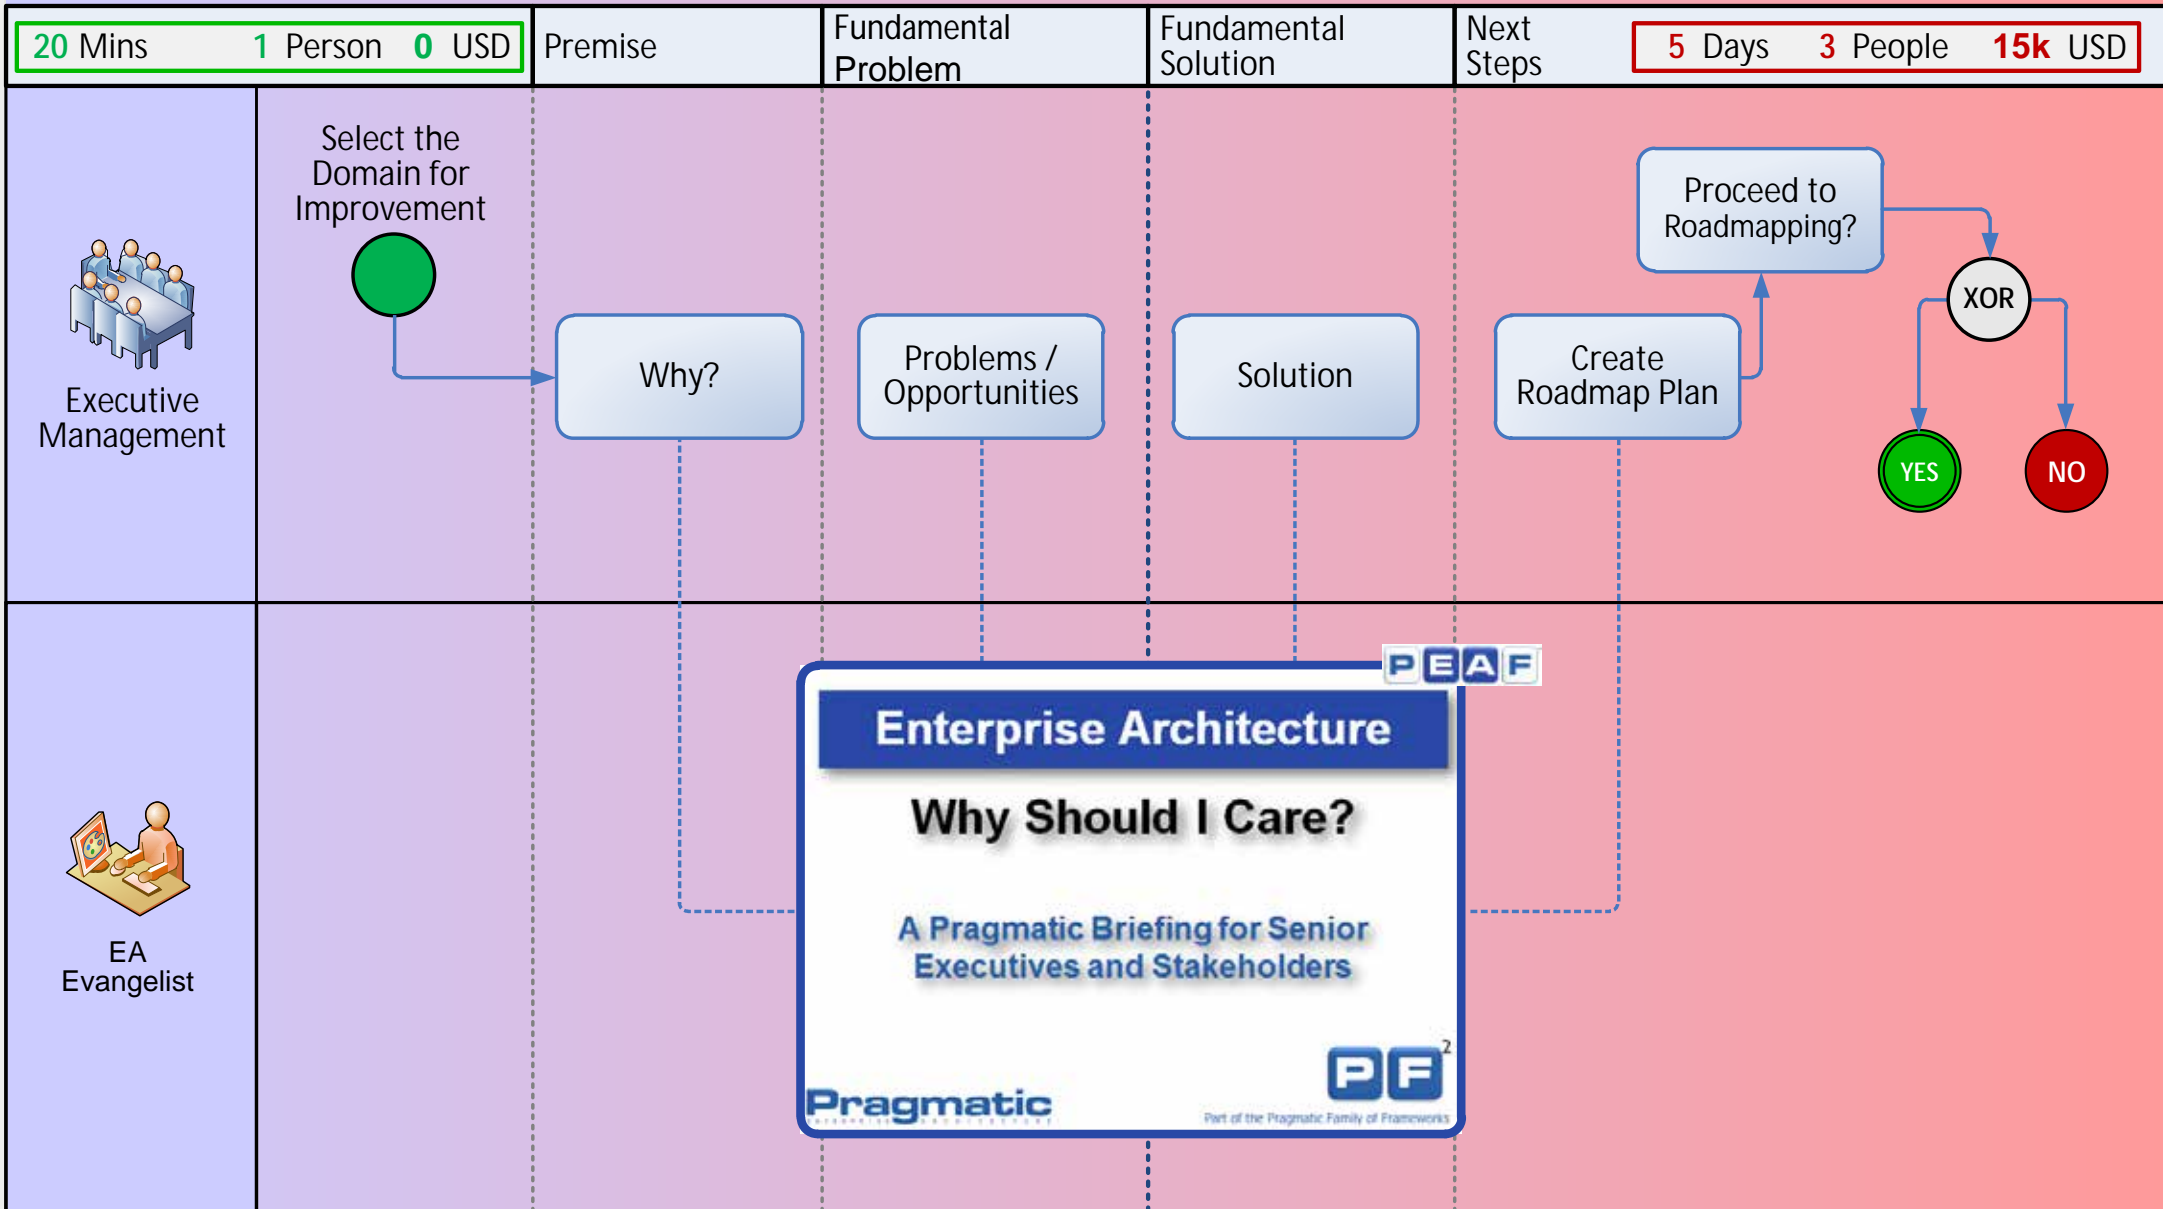 20 Mins 1 Person 0 USD
Premise
Fundamental
Problem
Fundamental
Solution
Next
Steps
5 Days 3 People 15k USD
Executive
Management
Select the
Domain for
Improvement
Why?
Problems /
Opportunities
Solution
Create
Roadmap Plan
Proceed to
Roadmapping?
XOR
YES
NO
EA
Evangelist
PEAF
Enterprise Architecture
Why Should I Care?
A Pragmatic Briefing for Senior
Executives and Stakeholders
Pragmatic
ENTERPRISE ARCHITECTURE
PF2
Part of the Pragmatic Family of Frameworks